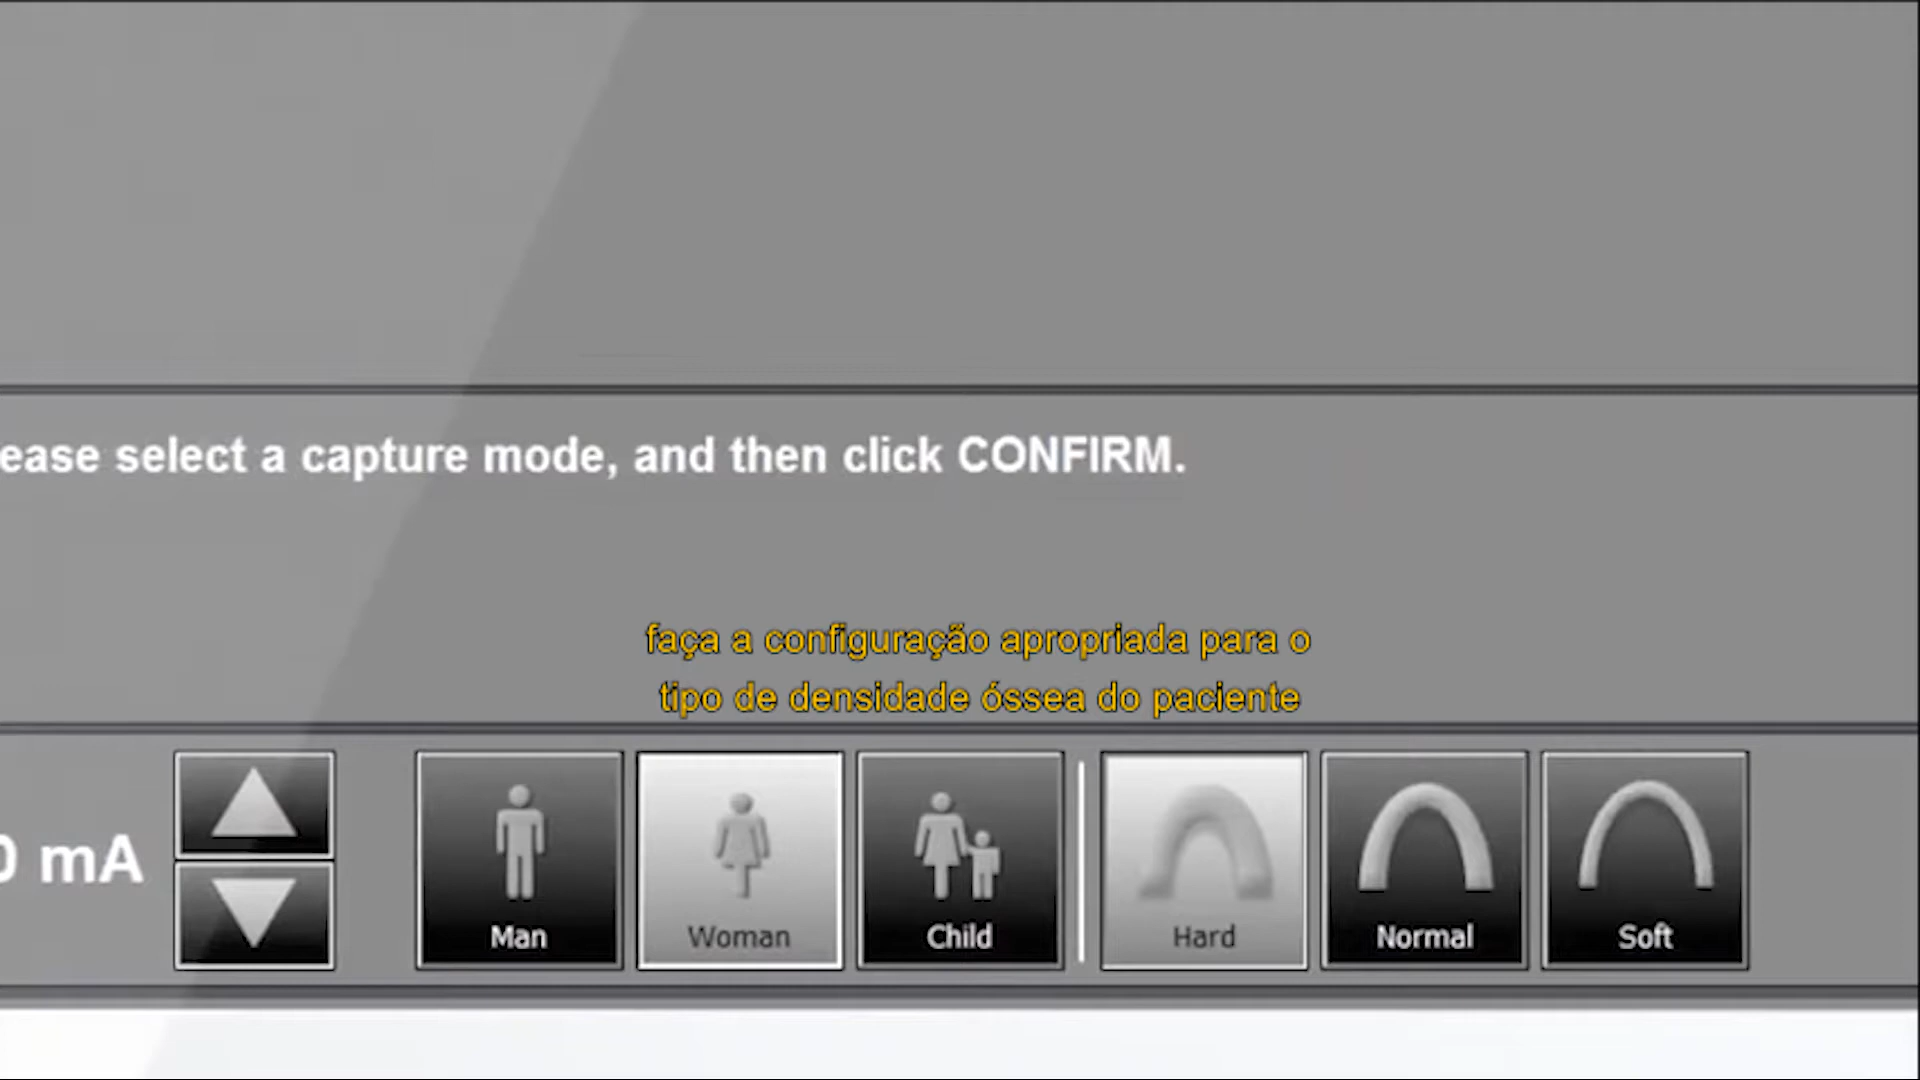 ease select a capture mode, and then click CONFIRM.
faça a configuração apropriada para o
tipo de densidade óssea do paciente
0 mA
Man
Woman
Child
Hard
Normal
Soft